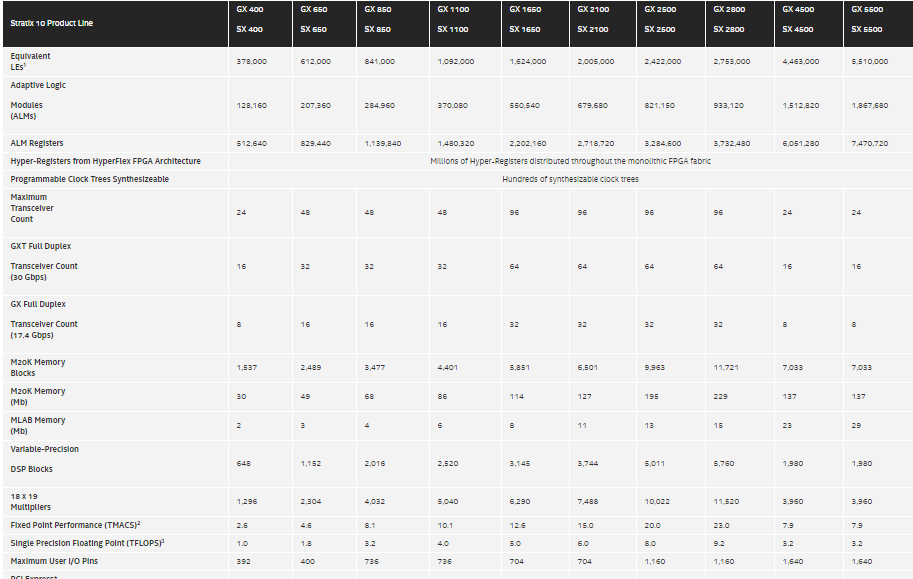 Stratix 10 Product Line
GX 400 GX 650 GX 850 GX 1100 GX 1650 GX 2100 GX 2500 GX 2800 GX 4500 GX 5500
SX 400 SX 650 SX 850 SX 1100 SX 1650 SX 2100 SX 2500 SX 2800 SX 4500 SX 5500
Equivalent
LEs¹ 378,000 612,000 841,000 1,092,000 1,624,000 2,005,000 2,422,000 2,753,000 4,463,000 5,510,000
Adaptive Logic
Modules 128,160 207,360 284,960 370,080 550,540 679,680 821,150 933,120 1,512,820 1,867,680
(ALMs)
ALM Registers 512,640 829,440 1,139,840 1,480,320 2,202,160 2,718,720 3,284,600 3,732,480 6,051,280 7,470,720
Hyper-Registers from HyperFlex FPGA Architecture Millions of Hyper-Registers distributed throughout the monolithic FPGA fabric
Programmable Clock Trees Synthesizeable Hundreds of synthesizable clock trees
Maximum
Transceiver
Count 24 48 48 48 96 96 96 96 24 24
GXT Full Duplex
Transceiver Count 16 32 32 32 64 64 64 64 16 16
(30 Gbps)
GX Full Duplex
Transceiver Count 8 16 16 16 32 32 32 32 8 8
(17.4 Gbps)
M20K Memory
Blocks 1,537 2,489 3,477 4,401 5,851 6,501 9,963 11,721 7,033 7,033
M20K Memory
(Mb) 30 49 68 86 114 127 195 229 137 137
MLAB Memory
(Mb) 2 3 4 6 8 11 13 15 23 29
Variable-Precision
DSP Blocks 648 1,152 2,016 2,520 3,145 3,744 5,011 5,760 1,980 1,980
18 X 19
Multipliers 1,296 2,304 4,032 5,040 6,290 7,488 10,022 11,520 3,960 3,960
Fixed Point Performance (TMACS)² 2.6 4.6 8.1 10.1 12.6 15.0 20.0 23.0 7.9 7.9
Single Precision Floating Point (TFLOPS)³ 1.0 1.8 3.2 4.0 5.0 6.0 8.0 9.2 3.2 3.2
Maximum User I/O Pins 392 400 736 736 704 704 1,160 1,160 1,640 1,640